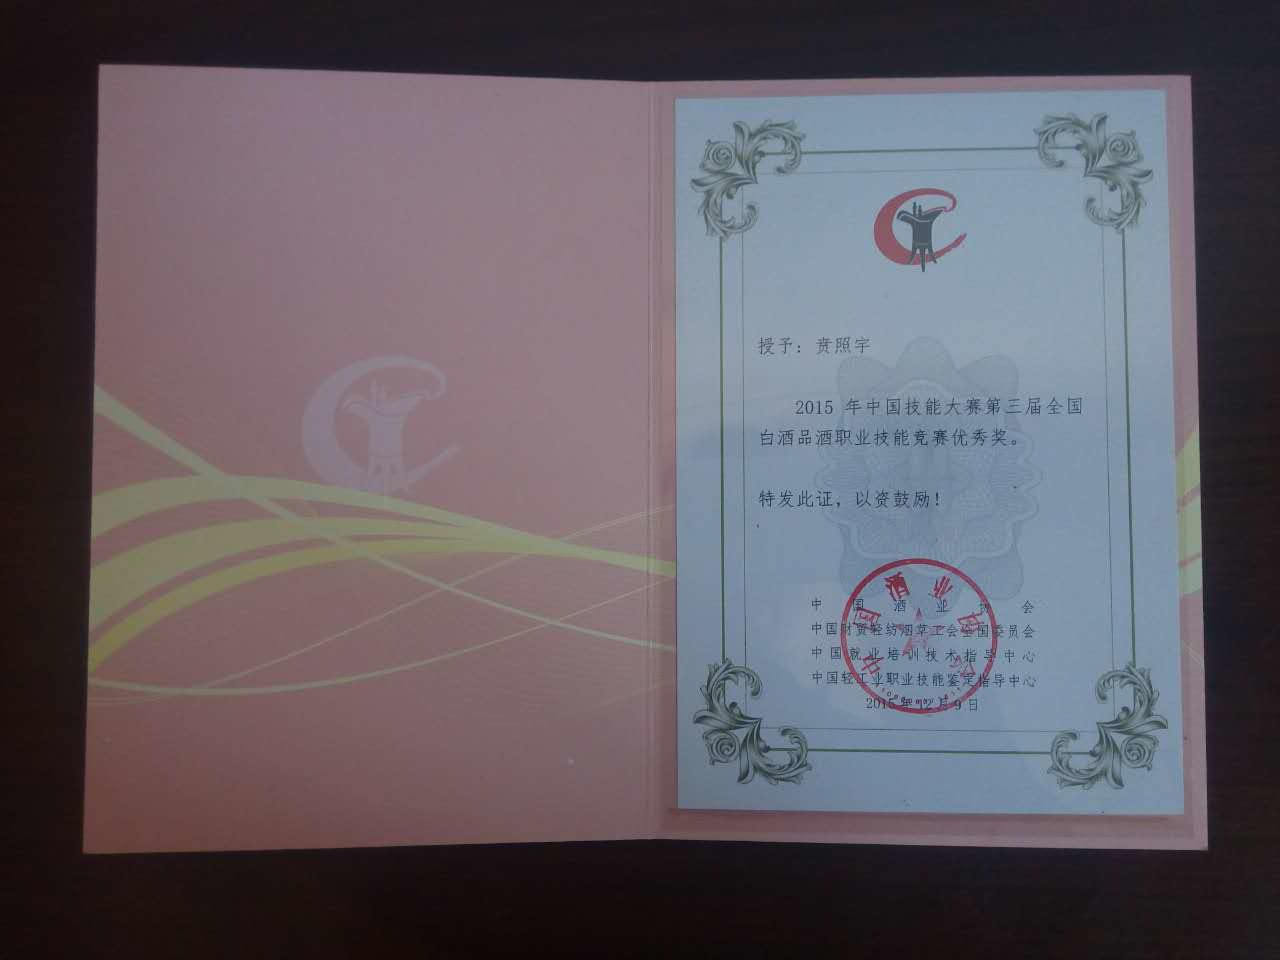 授予：贲照宇
2015 年中国技能大赛第三届全国
白酒品酒职业技能竞赛优秀奖。
特发此证，以资鼓励！
中国酒业协会
中国财贸轻纺烟草工会全国委员会
中国就业培训技术指导中心
中国轻工业职业技能鉴定指导中心
2015年12月9日